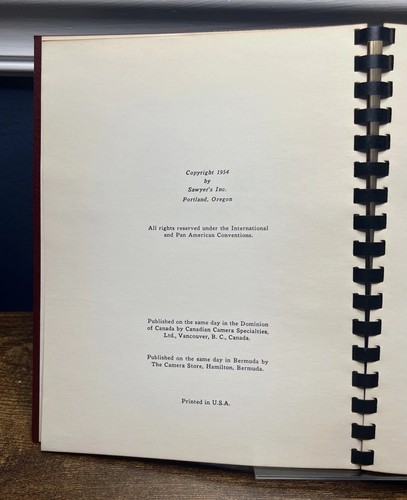 Copyright 1954
by
Sawyer's Inc.
Portland, Oregon
All rights reserved under the International
and Pan American Conventions.
Published on the same day in the Dominion
of Canada by Canadian Camera Specialties,
Ltd., Vancouver, B. C., Canada.
Published on the same day in Bermuda by
The Camera Store, Hamilton, Bermuda.
Printed in U.S.A.